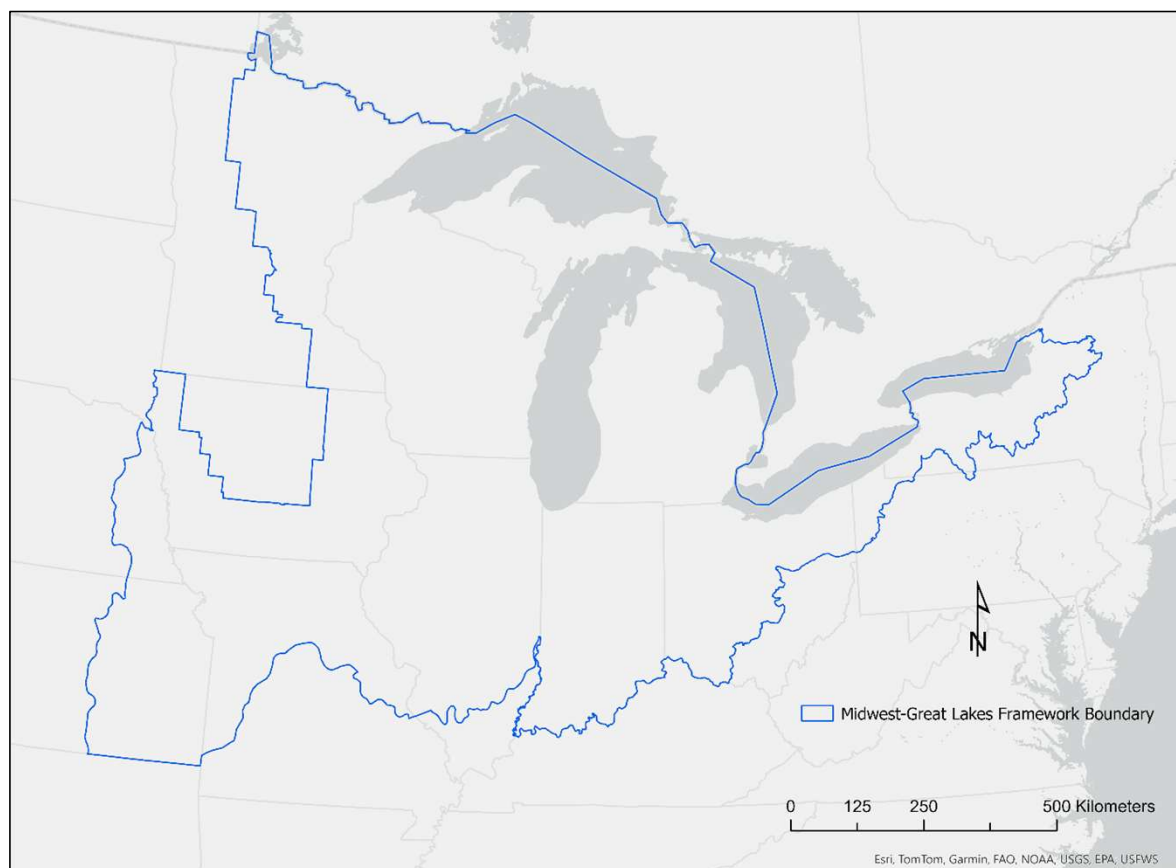 N
Midwest-Great Lakes Framework Boundary
0 125 250 500 Kilometers
Esri, TomTom, Garmin, FAO, NOAA, USGS, EPA, USFWS